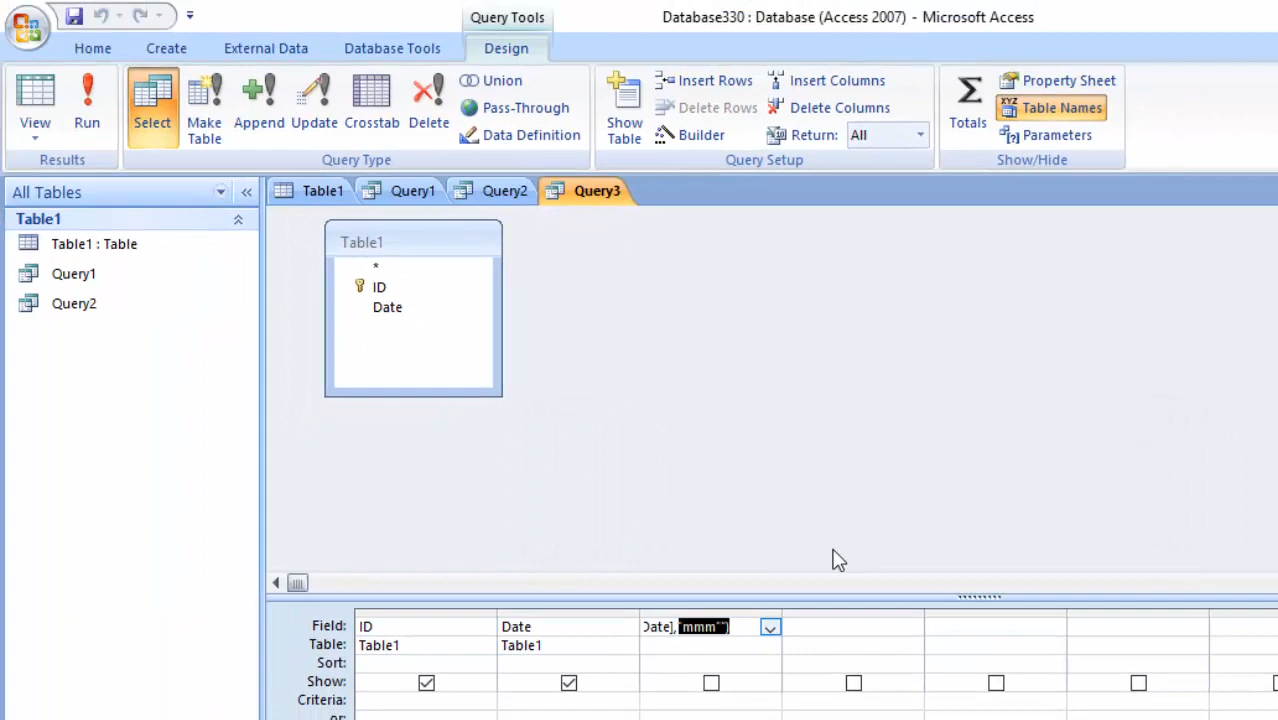 Query Tools
Database330 : Database (Access 2007) - Microsoft Access
Home Create External Data Database Tools Design
View Run Select Make Table Append Update Crosstab Delete
Union
Pass-Through
Data Definition
Show Table
Insert Rows
Delete Rows
Builder
Insert Columns
Delete Columns
Return: All
Totals
Property Sheet
XYZ Table Names
[?] Parameters
Results Query Type Query Setup Show/Hide
All Tables
Table1 Query1 Query2 Query3
Table1
Table1 : Table
Query1
Query2
Table1
*
ID
Date
Field: ID Date Date],"mmm"")
Table: Table1 Table1
Sort:
Show:
Criteria:
or: